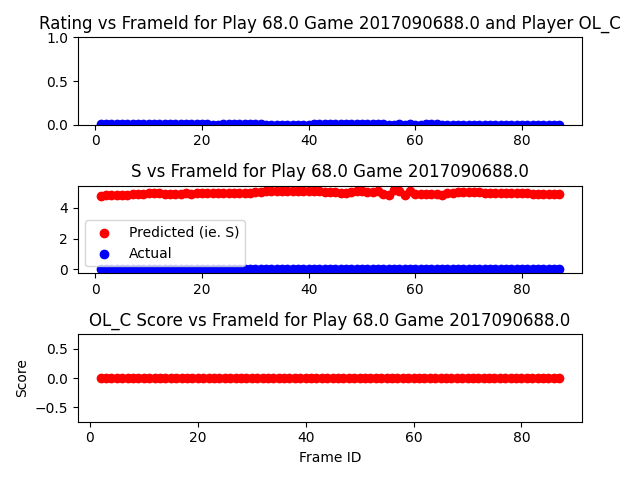 Rating vs FrameId for Play 68.0 Game 2017090688.0 and Player OL_C
1.0
0.5
0.0
0 20 40 60 80
S vs FrameId for Play 68.0 Game 2017090688.0
4
2
0
Predicted (ie. S)
Actual
0 20 40 60 80
OL_C Score vs FrameId for Play 68.0 Game 2017090688.0
Score
0.5
0.0
−0.5
0 20 40 60 80
Frame ID